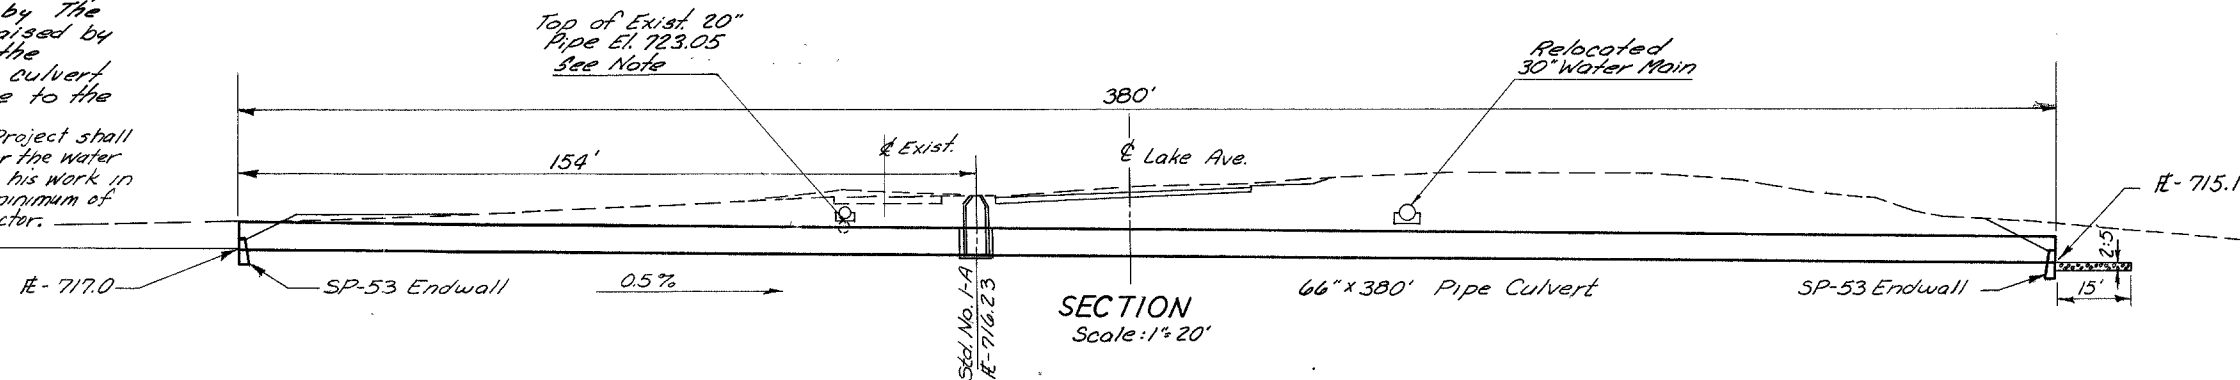 by The
aised by
the
culvert
e to the
Project shall
r the water
his work in
minimum of
ctor.
Top of Exist. 20"
Pipe El. 723.05
See Note
Relocated
30" Water Main
380'
154'
℄ Exist.
℄ Lake Ave.
℄ - 715.1
℄ - 717.0
SP-53 Endwall
0.5%
Std. No. 1-A
℄ - 716.23
SECTION
Scale: 1"=20'
66" x 380' Pipe Culvert
SP-53 Endwall
2.5'
15'